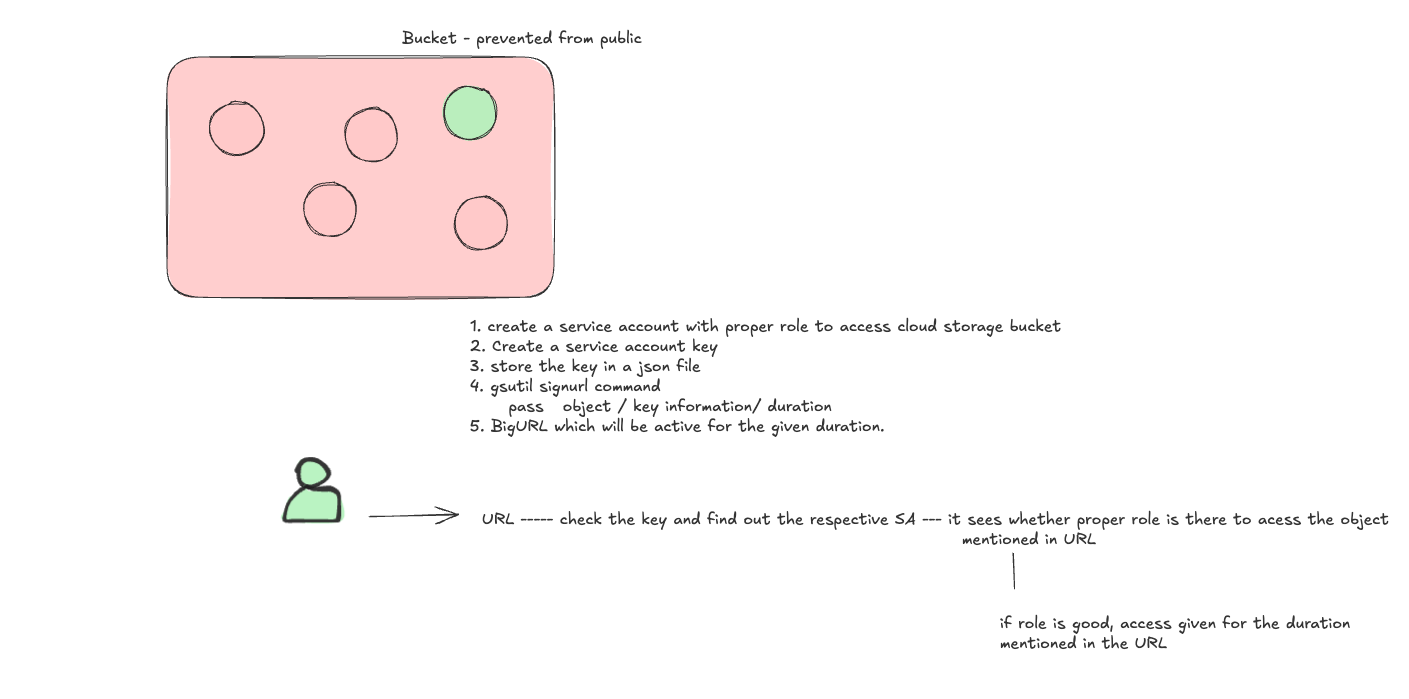 Bucket - prevented from public
1. create a service account with proper role to access cloud storage bucket
2. Create a service account key
3. store the key in a json file
4. gsutil signurl command
pass object / key information/ duration
5. BigURL which will be active for the given duration.
URL ----- check the key and find out the respective SA --- it sees whether proper role is there to acess the object
mentioned in URL
if role is good, access given for the duration
mentioned in the URL